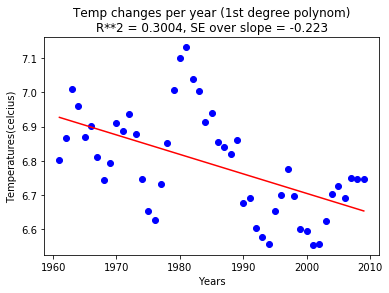 Temp changes per year (1st degree polynom)
R**2 = 0.3004, SE over slope = -0.223
Temperatures(celcius)
7.1
7.0
6.9
6.8
6.7
6.6
1960 1970 1980 1990 2000 2010
Years